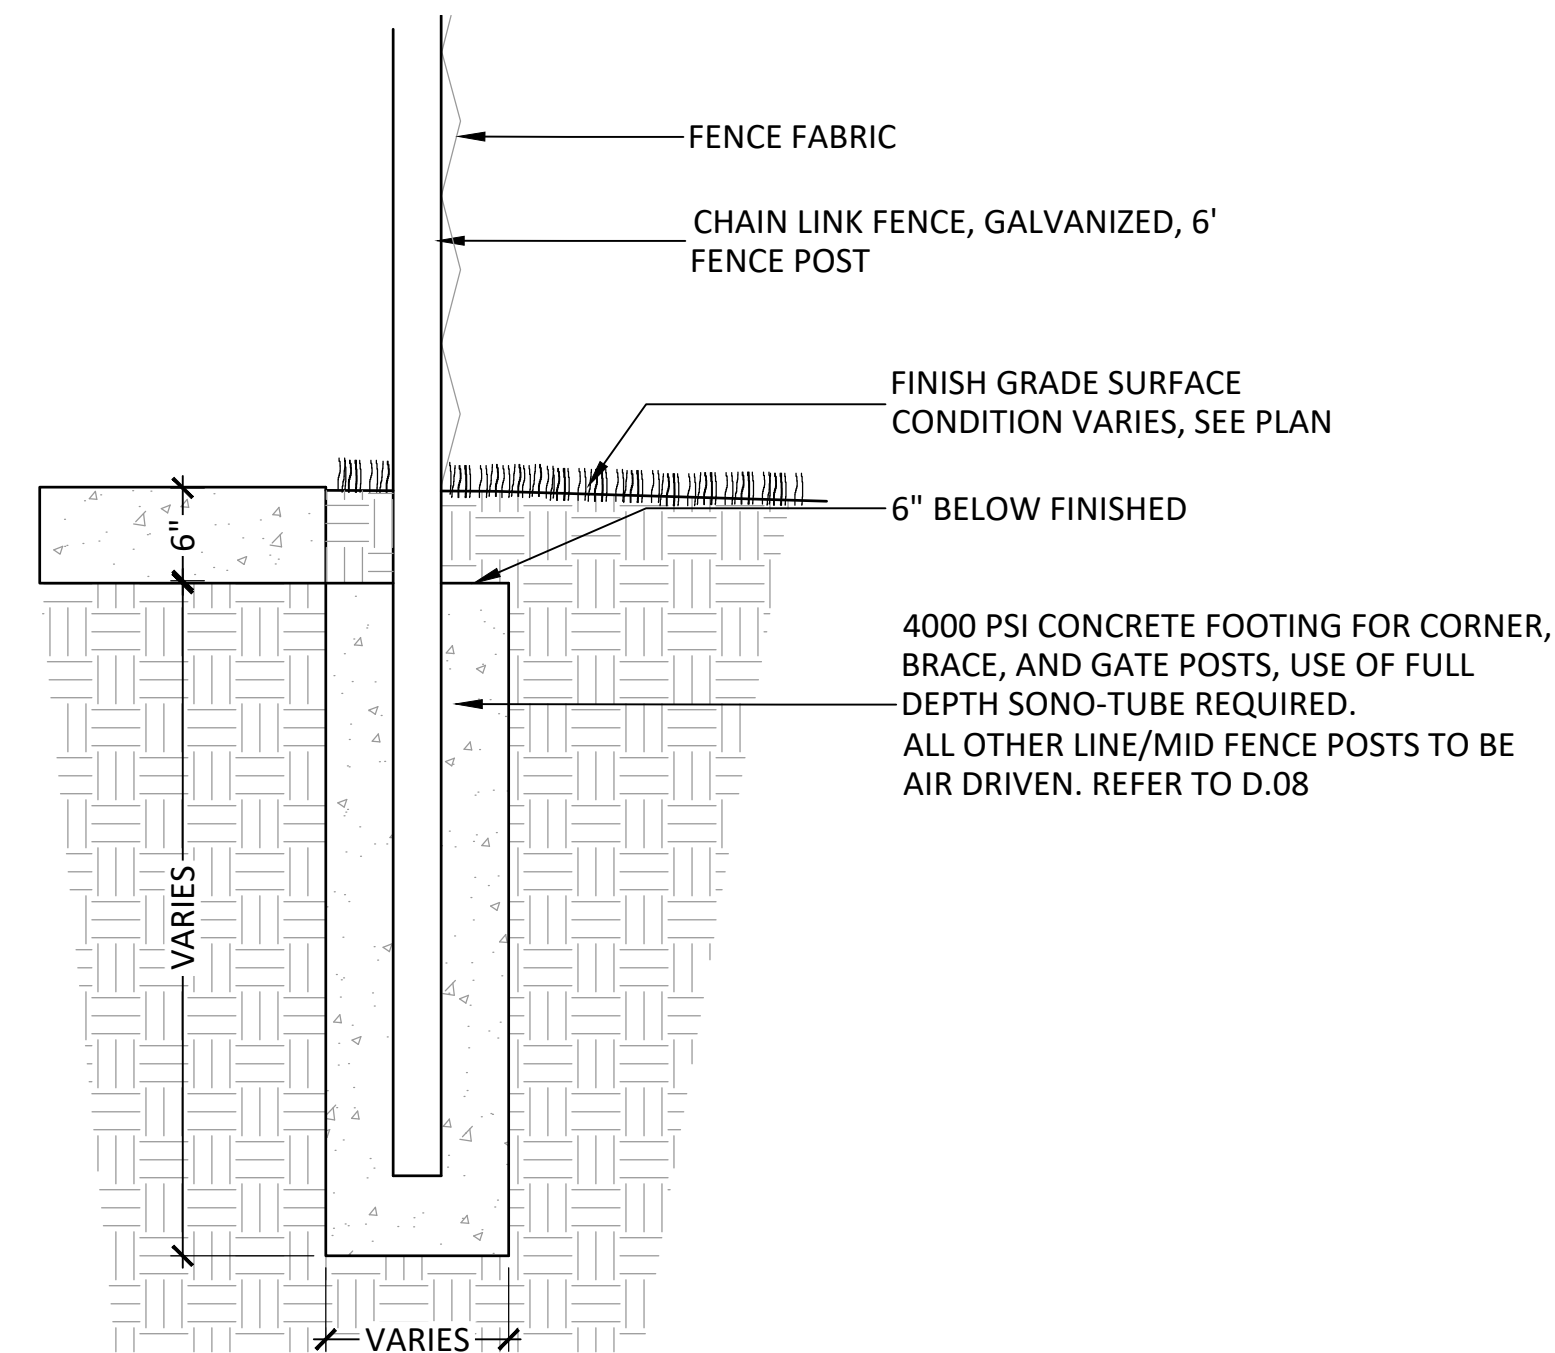 FENCE FABRIC
CHAIN LINK FENCE, GALVANIZED, 6'
FENCE POST
FINISH GRADE SURFACE
CONDITION VARIES, SEE PLAN
6" BELOW FINISHED
6"
4000 PSI CONCRETE FOOTING FOR CORNER,
BRACE, AND GATE POSTS, USE OF FULL
DEPTH SONO-TUBE REQUIRED.
ALL OTHER LINE/MID FENCE POSTS TO BE
AIR DRIVEN. REFER TO D.08
VARIES
VARIES